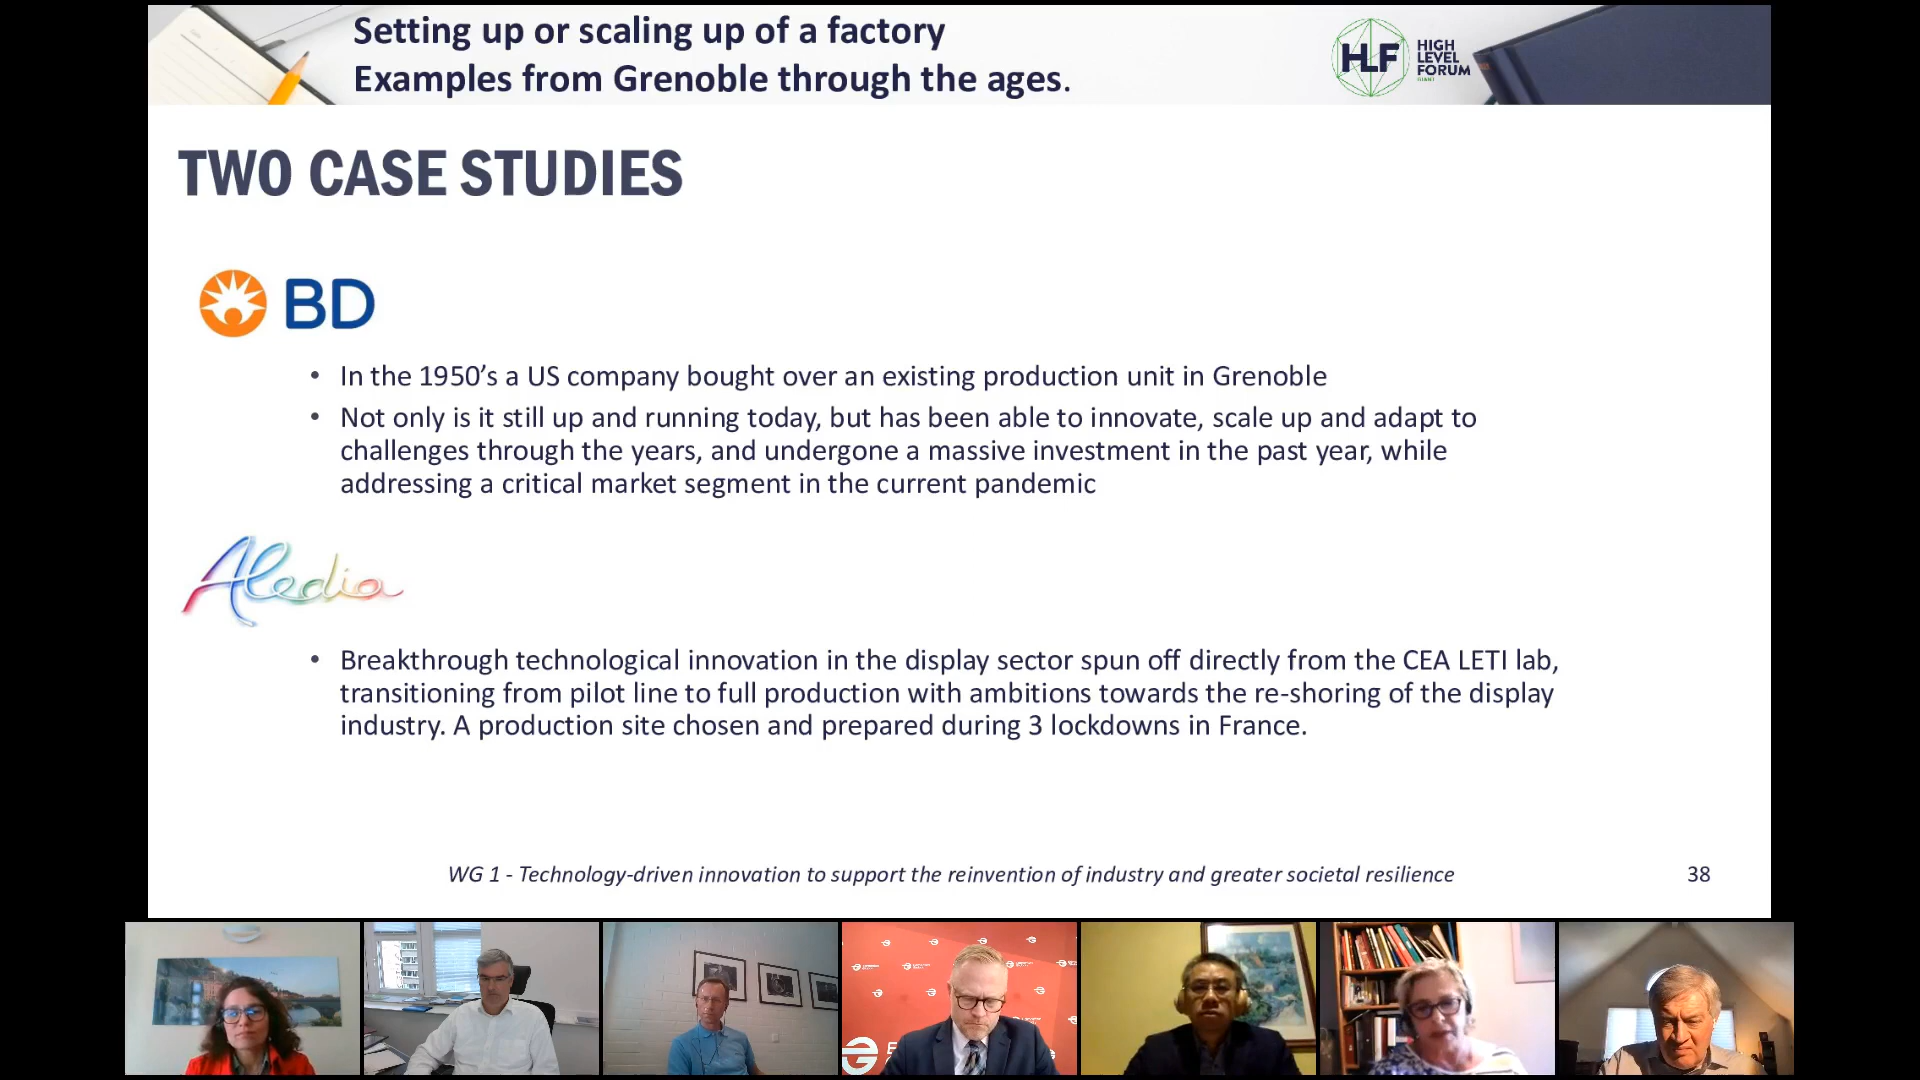 Setting up or scaling up of a factory
Examples from Grenoble through the ages.
HLF
HIGH
LEVEL
FORUM
TWO CASE STUDIES
BD
• In the 1950’s a US company bought over an existing production unit in Grenoble
• Not only is it still up and running today, but has been able to innovate, scale up and adapt to
challenges through the years, and undergone a massive investment in the past year, while
addressing a critical market segment in the current pandemic
Aledia
• Breakthrough technological innovation in the display sector spun off directly from the CEA LETI lab,
transitioning from pilot line to full production with ambitions towards the re-shoring of the display
industry. A production site chosen and prepared during 3 lockdowns in France.
WG 1 - Technology-driven innovation to support the reinvention of industry and greater societal resilience
38